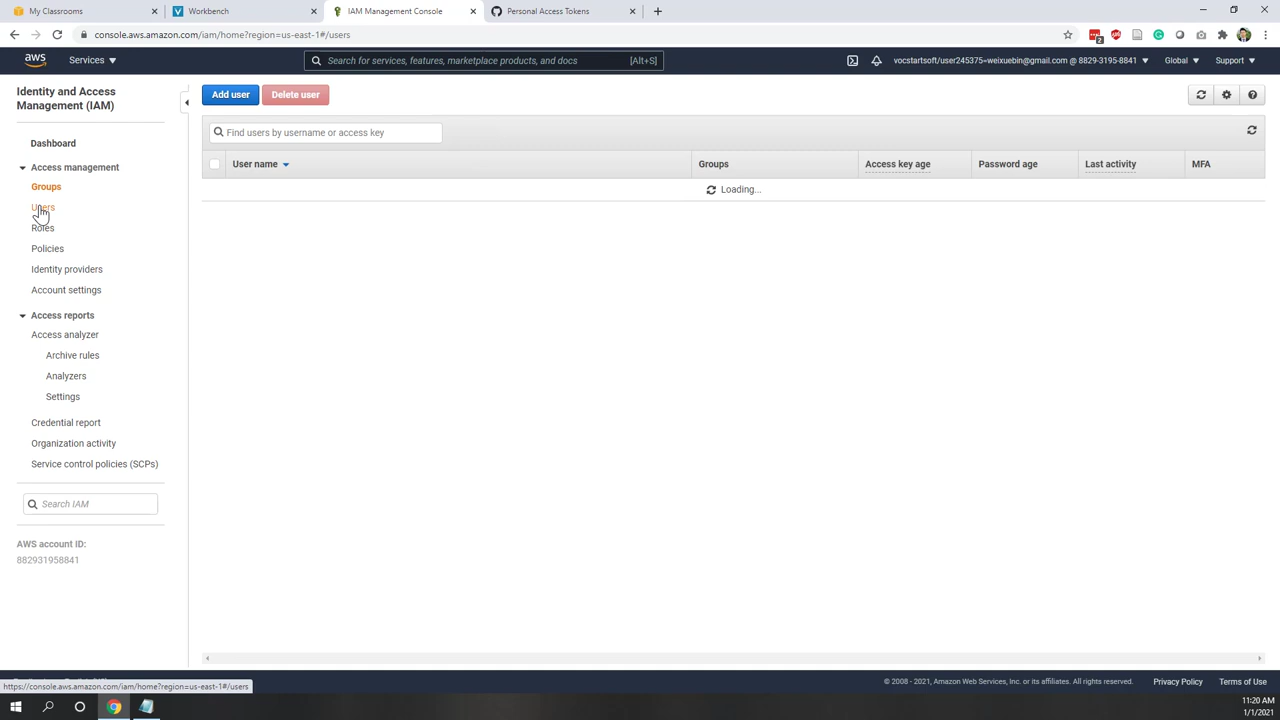 My Classrooms
Workbench
IAM Management Console
Personal Access Tokens
console.aws.amazon.com/iam/home?region=us-east-1#/users
2
aws
Services
Search for services, features, marketplace products, and docs
[Alt+S]
vocstartsoft/user245375=weixuebin@gmail.com @ 8829-3195-8841
Global
Support
Identity and Access
Management (IAM)
Add user
Delete user
Find users by username or access key
Dashboard
User name
Groups
Access key age
Password age
Last activity
MFA
Access management
Loading...
Groups
Users
Roles
Policies
Identity providers
Account settings
Access reports
Access analyzer
Archive rules
Analyzers
Settings
Credential report
Organization activity
Service control policies (SCPs)
Search IAM
AWS account ID:
882931958841
https://console.aws.amazon.com/iam/home?region=us-east-1#/users
© 2008 - 2021, Amazon Web Services, Inc. or its affiliates. All rights reserved.
Privacy Policy
Terms of Use
11:20 AM
1/1/2021